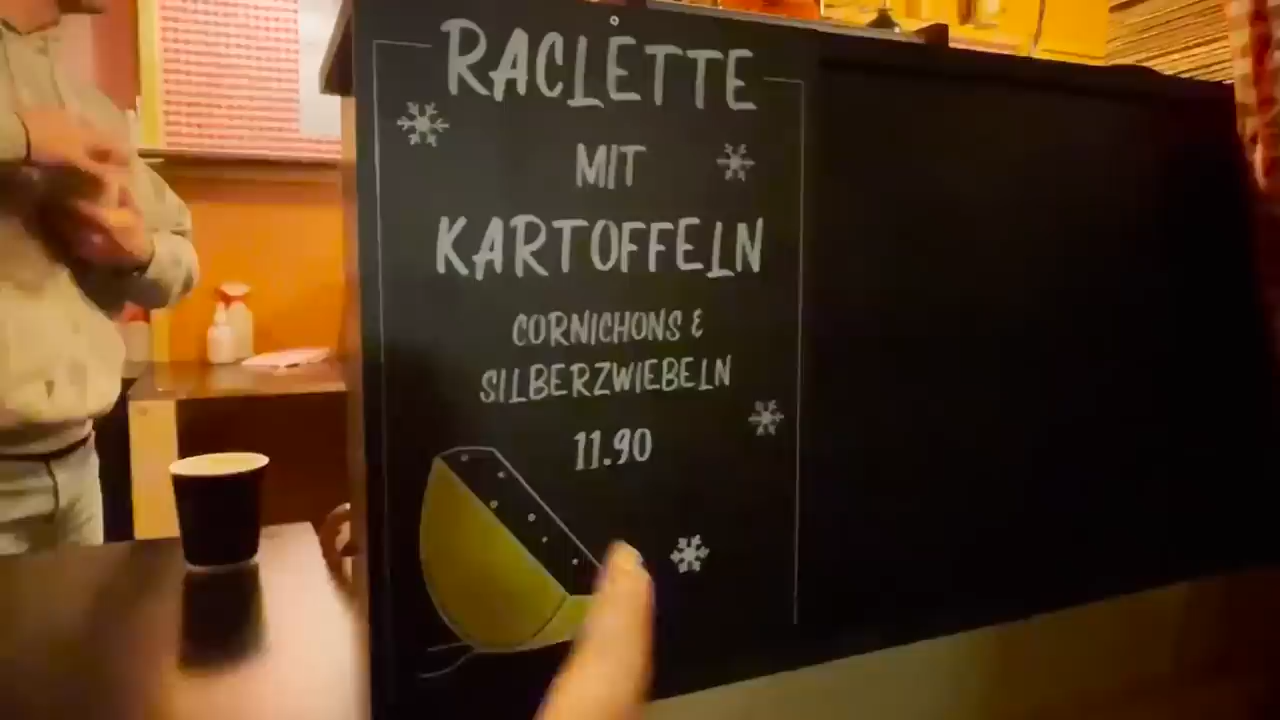 RACLETTE
MIT
KARTOFFELN
CORNICHONS &
SILBERZWIEBELN
11.90